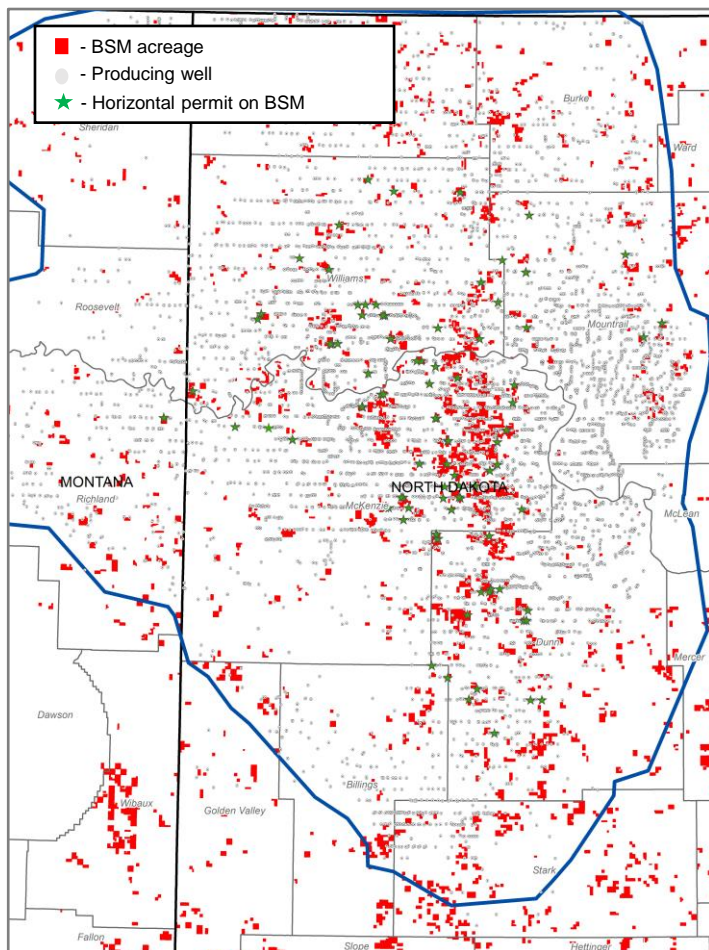 - BSM acreage
- Producing well
- Horizontal permit on BSM
Sheridan
Burke
Ward
Williams
Roosevelt
Mountrail
MONTANA
Richland
NORTH DAKOTA
McKenzie
McLean
Dunn
Mercer
Dawson
Wibaux
Golden Valley
Billings
Stark
Fallon
Slope
Hettinger